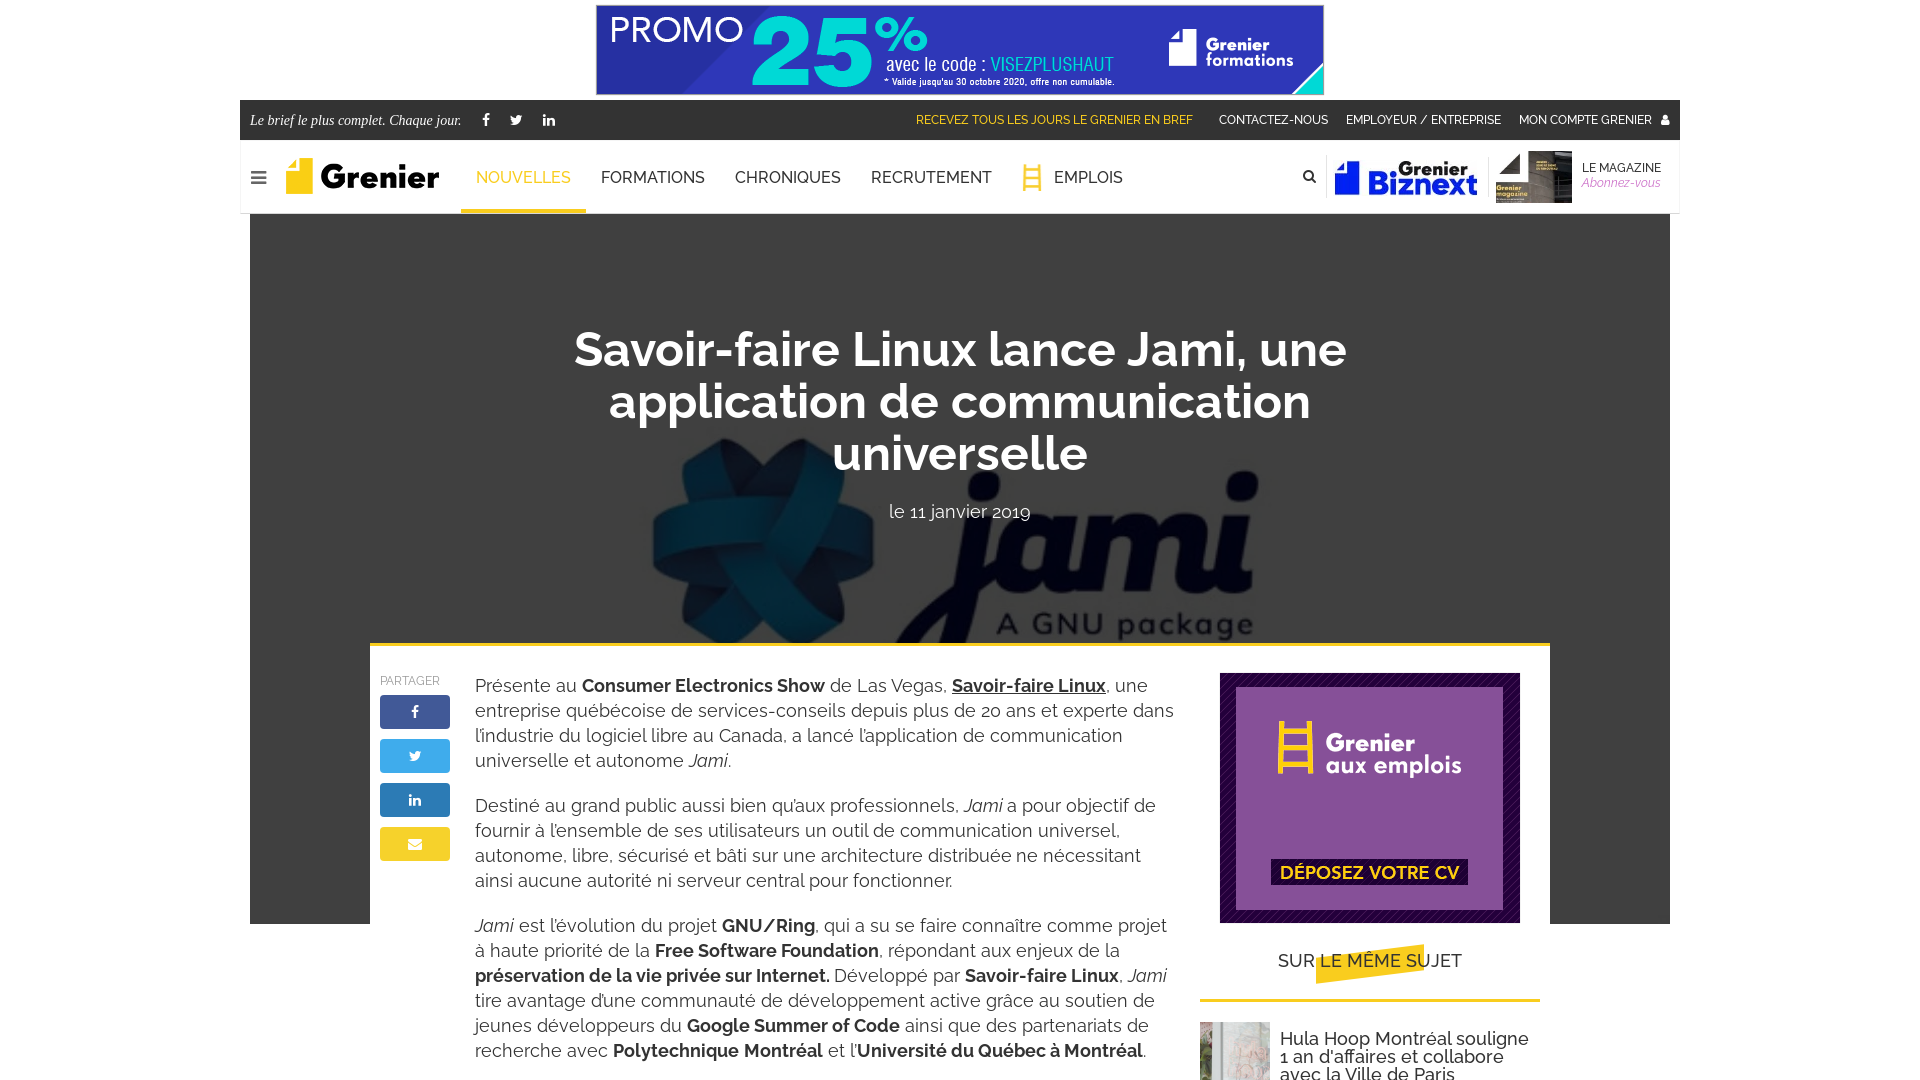 PROMO 25%
avec le code : VISEZPLUSHAUT
* Valide jusqu'au 30 octobre 2020, offre non cumulable.
Grenier
formations
Le brief le plus complet. Chaque jour.
RECEVEZ TOUS LES JOURS LE GRENIER EN BREF CONTACTEZ-NOUS EMPLOYEUR / ENTREPRISE MON COMPTE GRENIER
Grenier
NOUVELLES FORMATIONS CHRONIQUES RECRUTEMENT EMPLOIS
Grenier
Biznext
Grenier
magazine
LE MAGAZINE
Abonnez-vous
Savoir-faire Linux lance Jami, une
application de communication
universelle
le 11 janvier 2019
jami
A GNU package
PARTAGER
Présente au Consumer Electronics Show de Las Vegas, Savoir-faire Linux, une
entreprise québécoise de services-conseils depuis plus de 20 ans et experte dans
l’industrie du logiciel libre au Canada, a lancé l’application de communication
universelle et autonome Jami.
Destiné au grand public aussi bien qu’aux professionnels, Jami a pour objectif de
fournir à l’ensemble de ses utilisateurs un outil de communication universel,
autonome, libre, sécurisé et bâti sur une architecture distribuée ne nécessitant
ainsi aucune autorité ni serveur central pour fonctionner.
Jami est l’évolution du projet GNU/Ring, qui a su se faire connaître comme projet
à haute priorité de la Free Software Foundation, répondant aux enjeux de la
préservation de la vie privée sur Internet. Développé par Savoir-faire Linux, Jami
tire avantage d’une communauté de développement active grâce au soutien de
jeunes développeurs du Google Summer of Code ainsi que des partenariats de
recherche avec Polytechnique Montréal et l’Université du Québec à Montréal.
Grenier
aux emplois
DÉPOSEZ VOTRE CV
SUR LE MÊME SUJET
Hula Hoop Montréal souligne
1 an d'affaires et collabore
avec la Ville de Paris